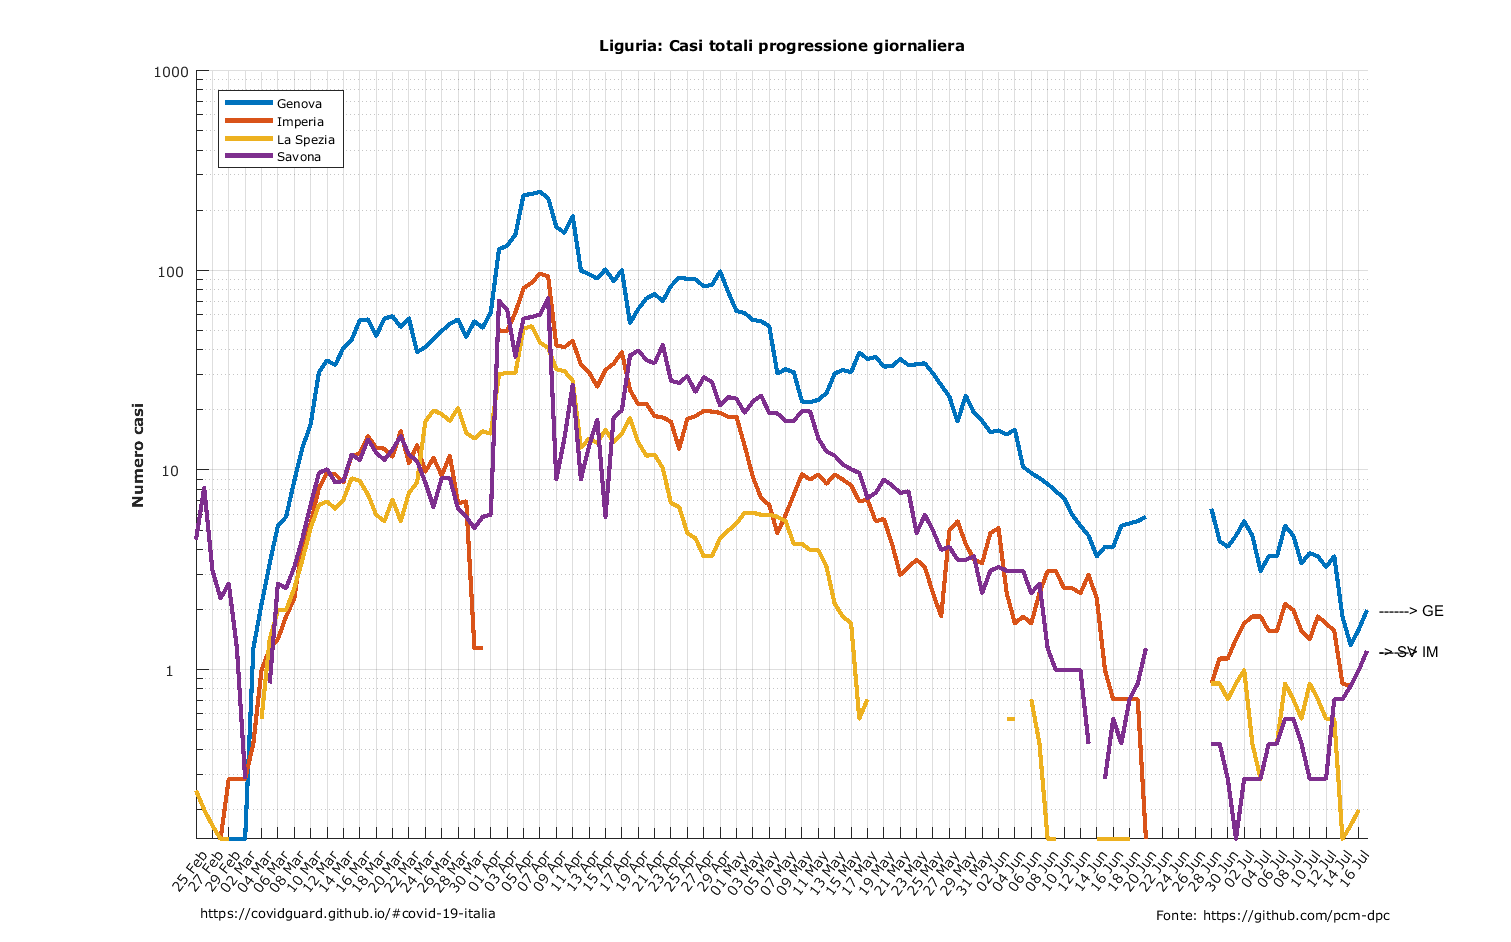 Liguria: Casi totali progressione giornaliera
1000
100
10
1
Numero casi
Genova
Imperia
La Spezia
Savona
------> GE
-> SV IM
25 Feb
27 Feb
29 Feb
02 Mar
04 Mar
06 Mar
08 Mar
10 Mar
12 Mar
14 Mar
16 Mar
18 Mar
20 Mar
22 Mar
24 Mar
26 Mar
28 Mar
30 Mar
01 Apr
03 Apr
05 Apr
07 Apr
09 Apr
11 Apr
13 Apr
15 Apr
17 Apr
19 Apr
21 Apr
23 Apr
25 Apr
27 Apr
29 Apr
01 May
03 May
05 May
07 May
09 May
11 May
13 May
15 May
17 May
19 May
21 May
23 May
25 May
27 May
29 May
31 May
02 Jun
04 Jun
06 Jun
08 Jun
10 Jun
12 Jun
14 Jun
16 Jun
18 Jun
20 Jun
22 Jun
24 Jun
26 Jun
28 Jun
30 Jun
02 Jul
04 Jul
06 Jul
08 Jul
10 Jul
12 Jul
14 Jul
16 Jul
https://covidguard.github.io/#covid-19-italia
Fonte: https://github.com/pcm-dpc